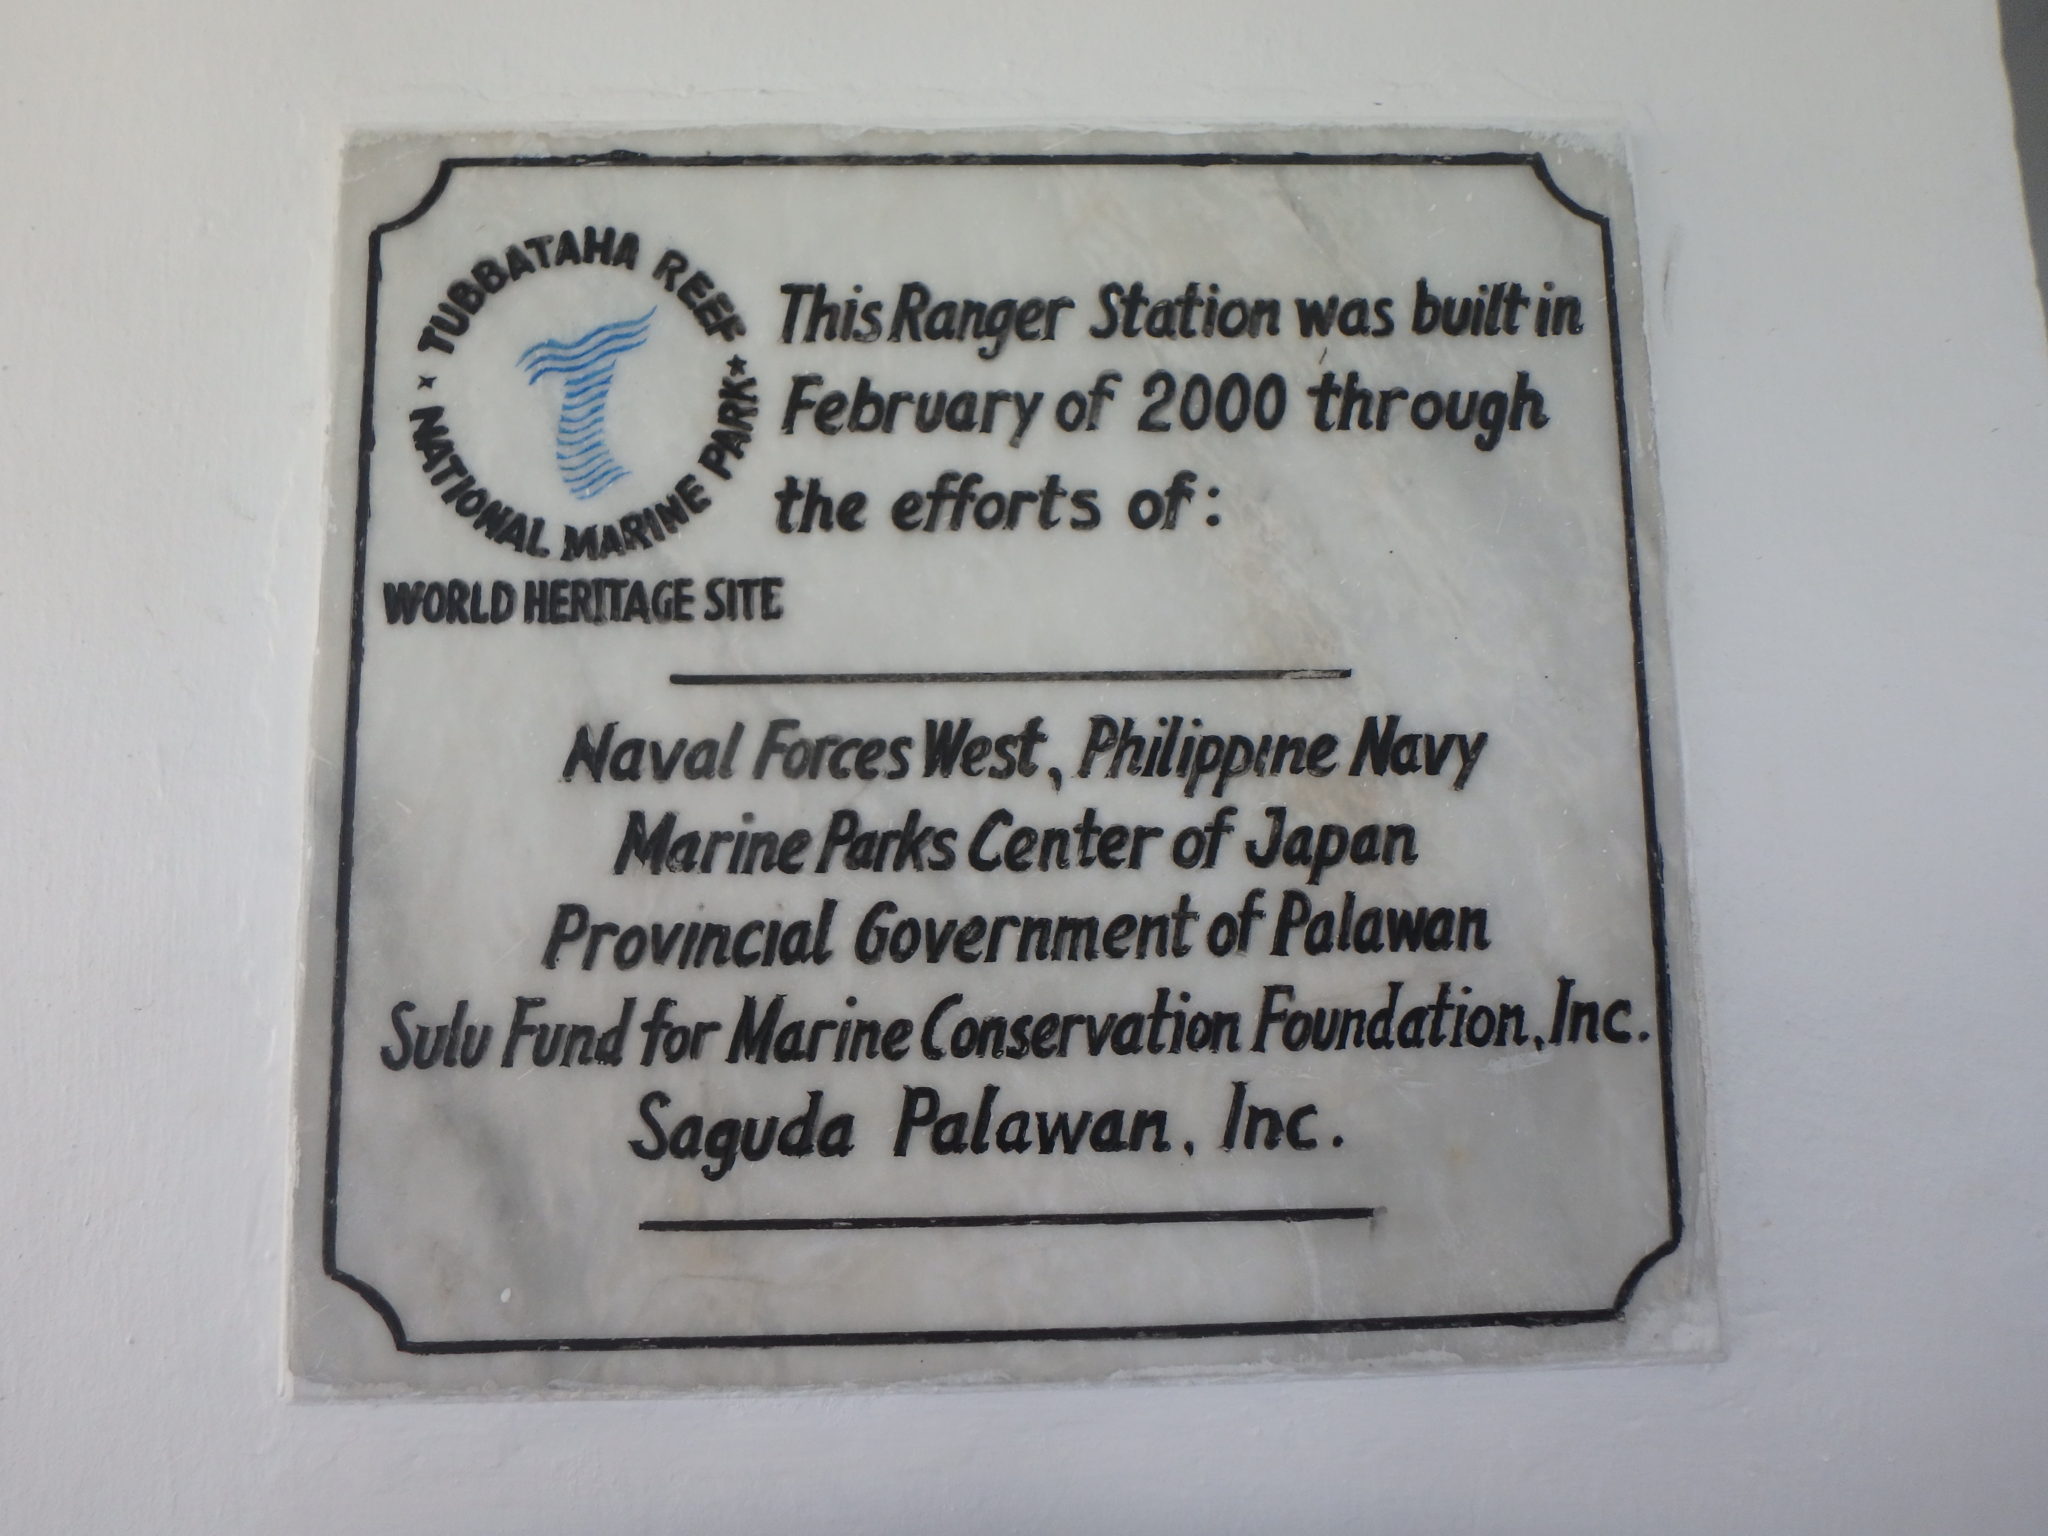 TUBBATAHA REEF
NATIONAL MARINE PARK
WORLD HERITAGE SITE
This Ranger Station was built in
February of 2000 through
the efforts of:
Naval Forces West, Philippine Navy
Marine Parks Center of Japan
Provincial Government of Palawan
Sulu Fund for Marine Conservation Foundation, Inc.
Saguda Palawan, Inc.